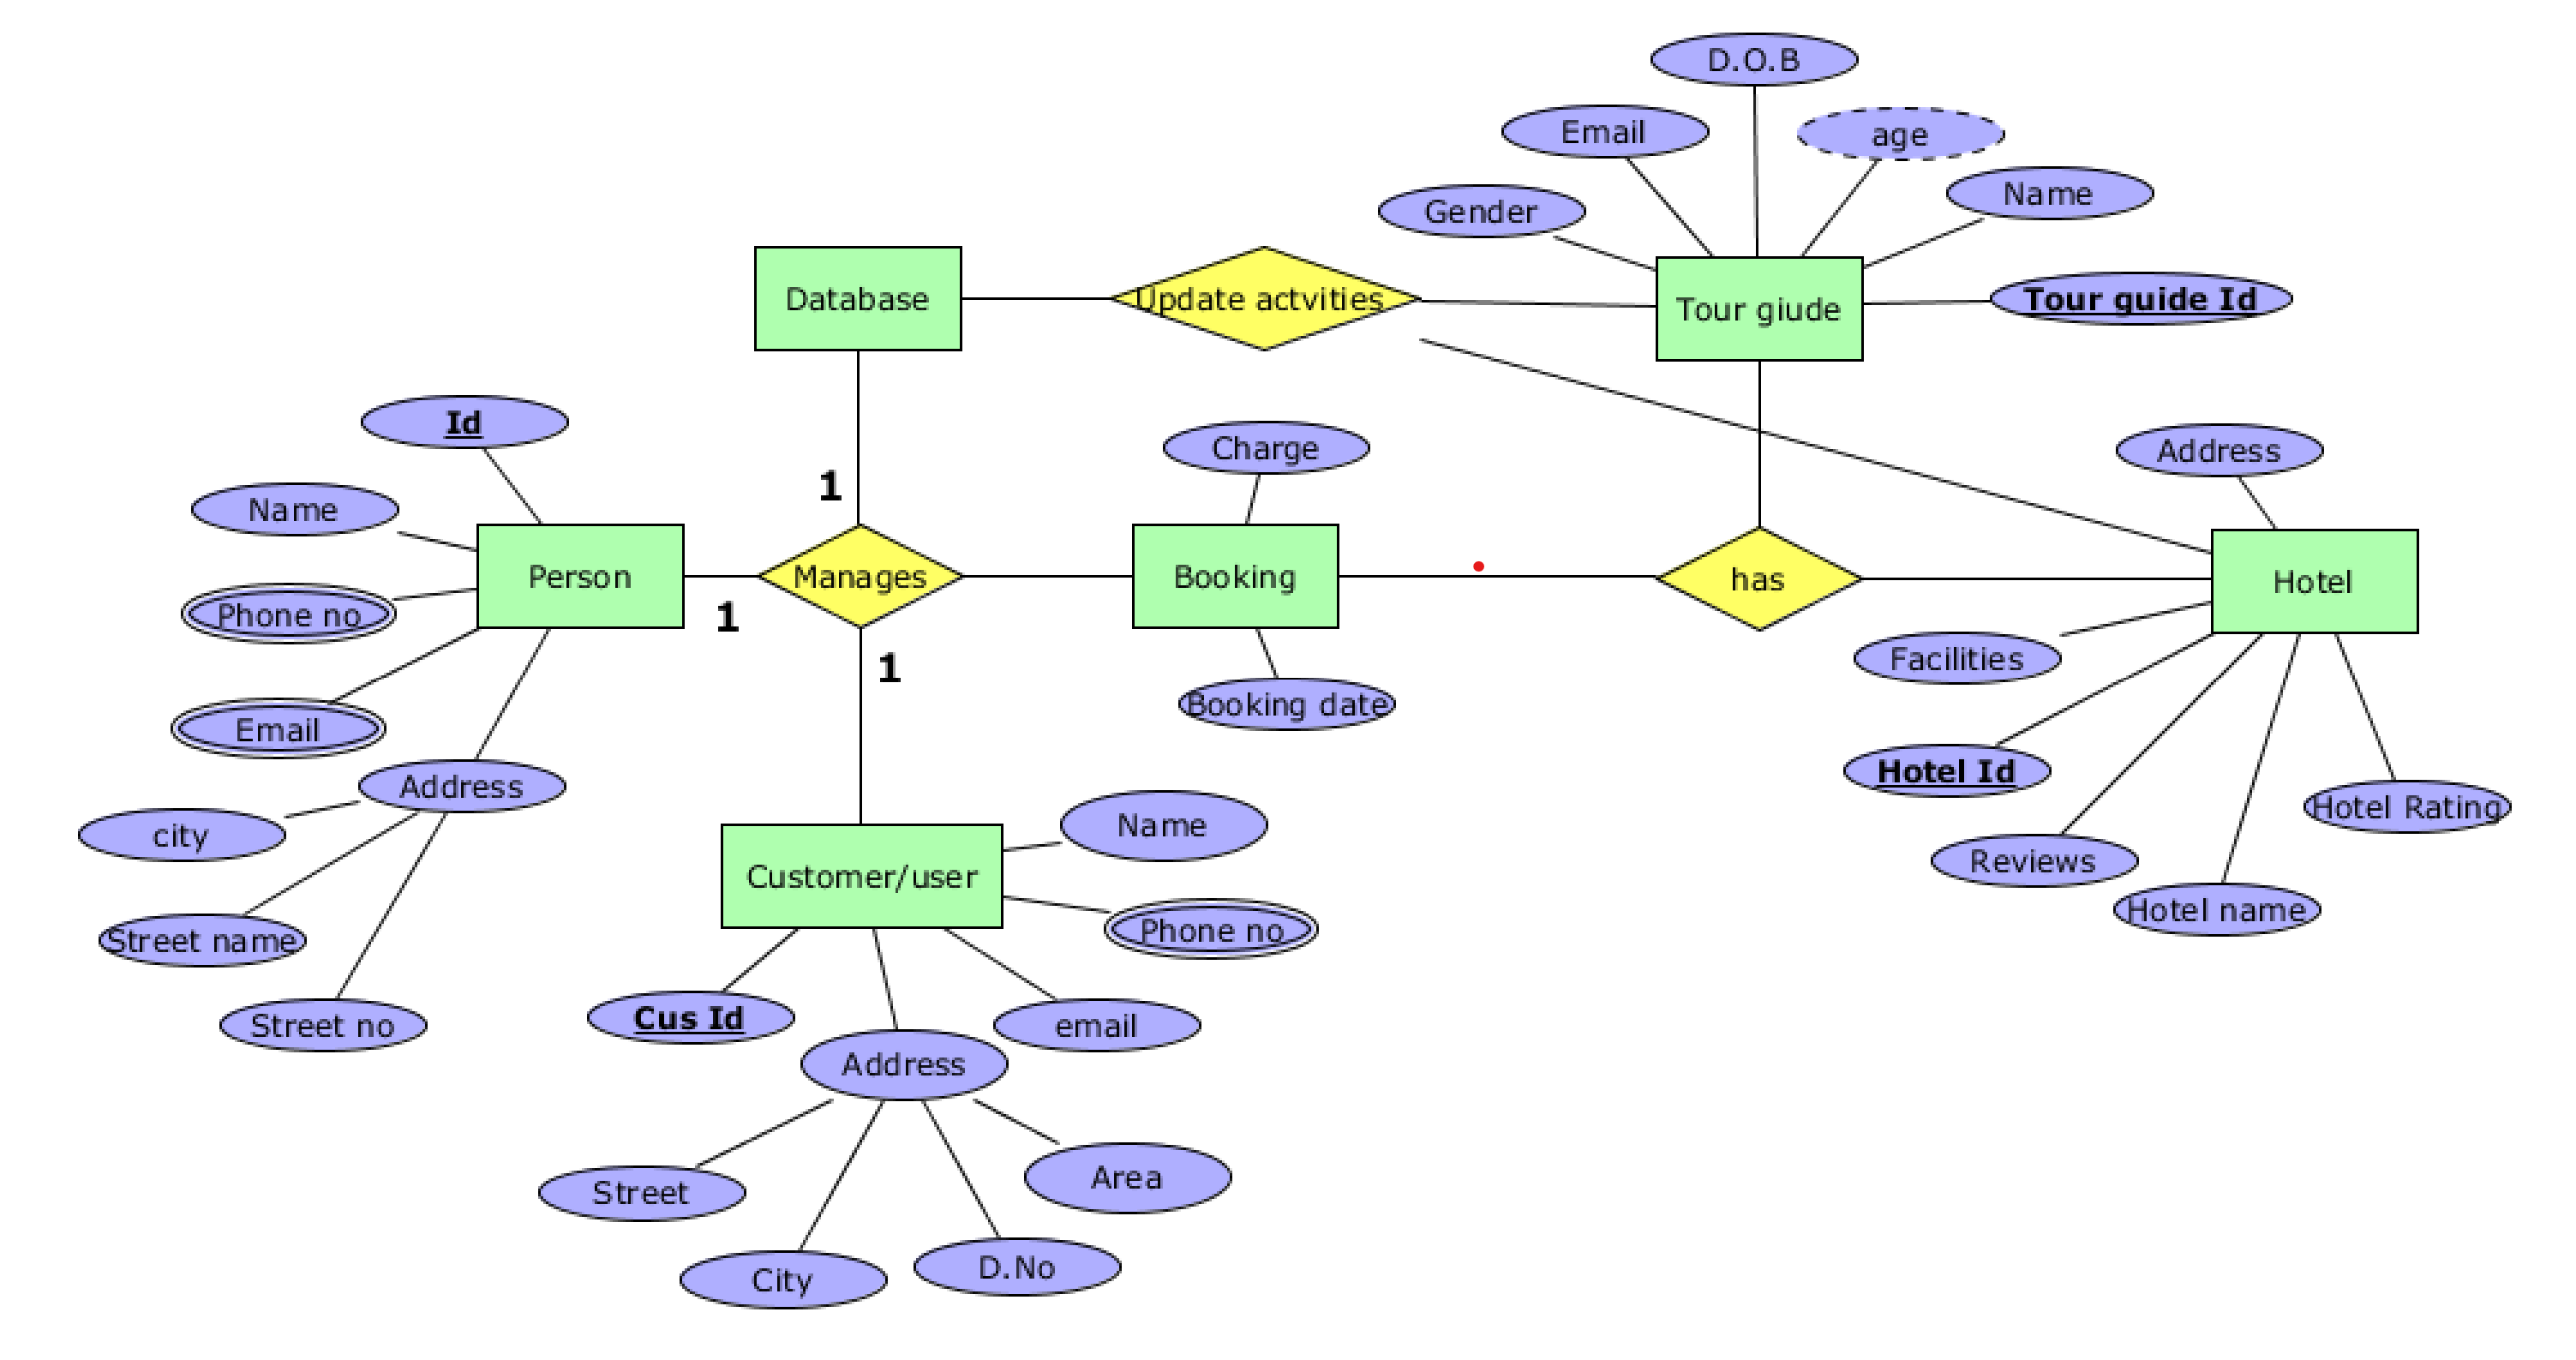 D.O.B
Email
age
Name
Gender
Database
Update actvities
Tour giude
Tour guide Id
Id
Charge
Address
Name
1
Person
Manages
Booking
has
Hotel
Phone no
1
1
Facilities
Email
Booking date
Hotel Id
Address
Hotel Rating
city
Name
Reviews
Customer/user
Hotel name
Street name
Phone no
Cus Id
Street no
email
Address
Area
Street
D.No
City